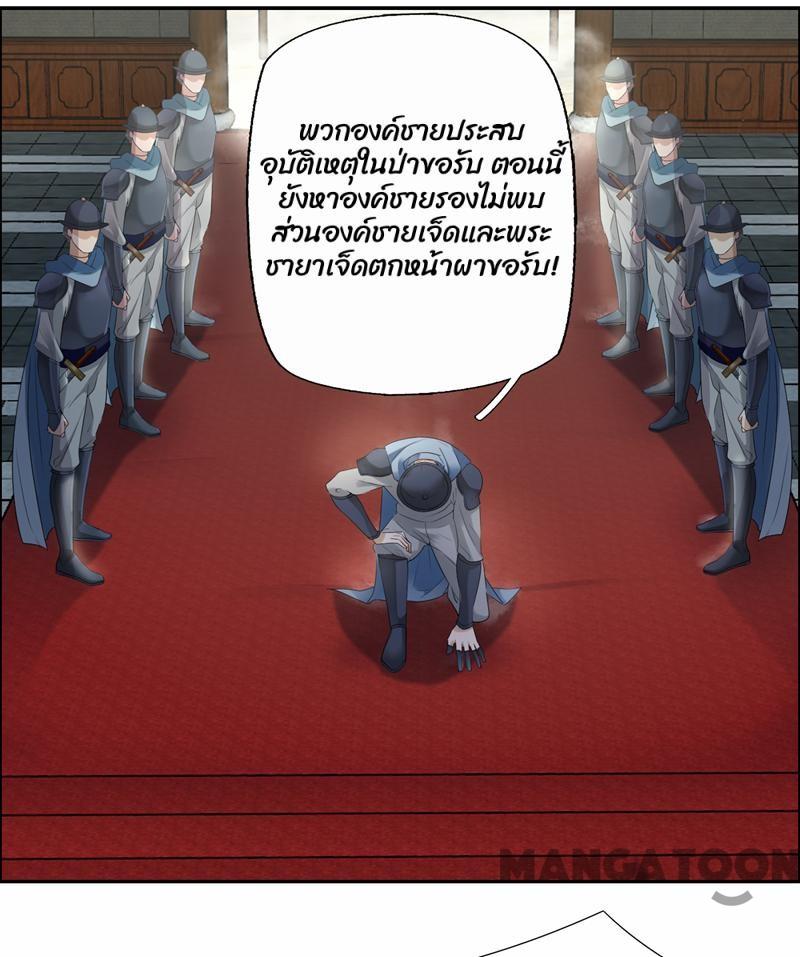 พวกองค์ชายประสบ
อุบัติเหตุในป่าขอรับ ตอนนี้
ยังหาองค์ชายรองไม่พบ
ส่วนองค์ชายเจ็ดและพระ
ชายาเจ็ดตกหน้าผาขอรับ!
MANGATOON